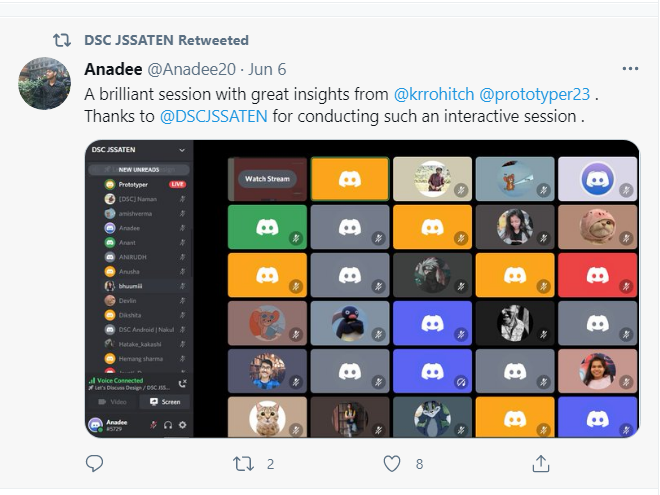 DSC JSSATEN Retweeted
Anadee @Anadee20 · Jun 6
A brilliant session with great insights from @krrohitch @prototyper23 .
Thanks to @DSCJSSATEN for conducting such an interactive session .
DSC JSSATEN
NEW UNREADS
Prototyper LIVE
[DSC] Naman
amishverma
Anadee
Anant
ANIRUDH
Anusha
bhuumiii
Devlin
Dikshita
DSC Android | Nakul
Hatake_kakashi
Hemang sharma
Voice Connected
Let's Discuss Design / DSC JSS...
Video Screen
Anadee
#5729
Watch Stream
2 8